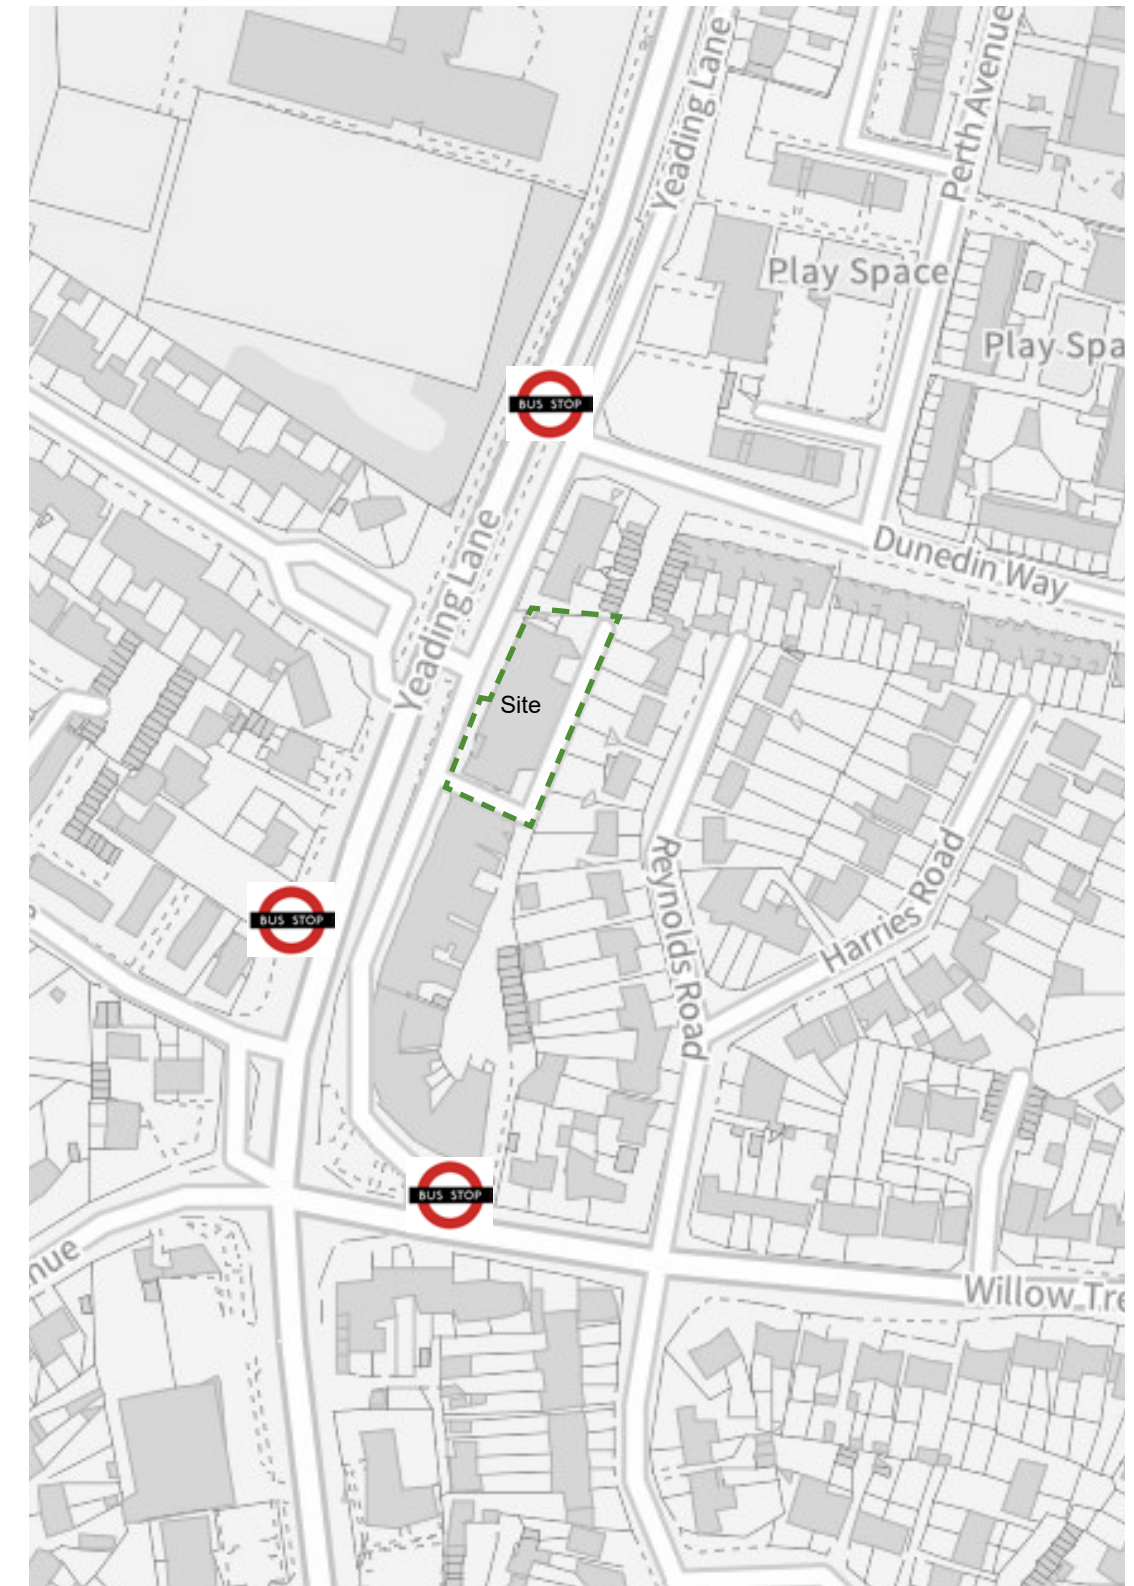 Yeading Lane
Perth Avenue
Play Space
Play Spa
BUS STOP
Yeading Lane
Dunedin Way
Site
Reynolds Road
Harries Road
BUS STOP
BUS STOP
nue
Willow Tre